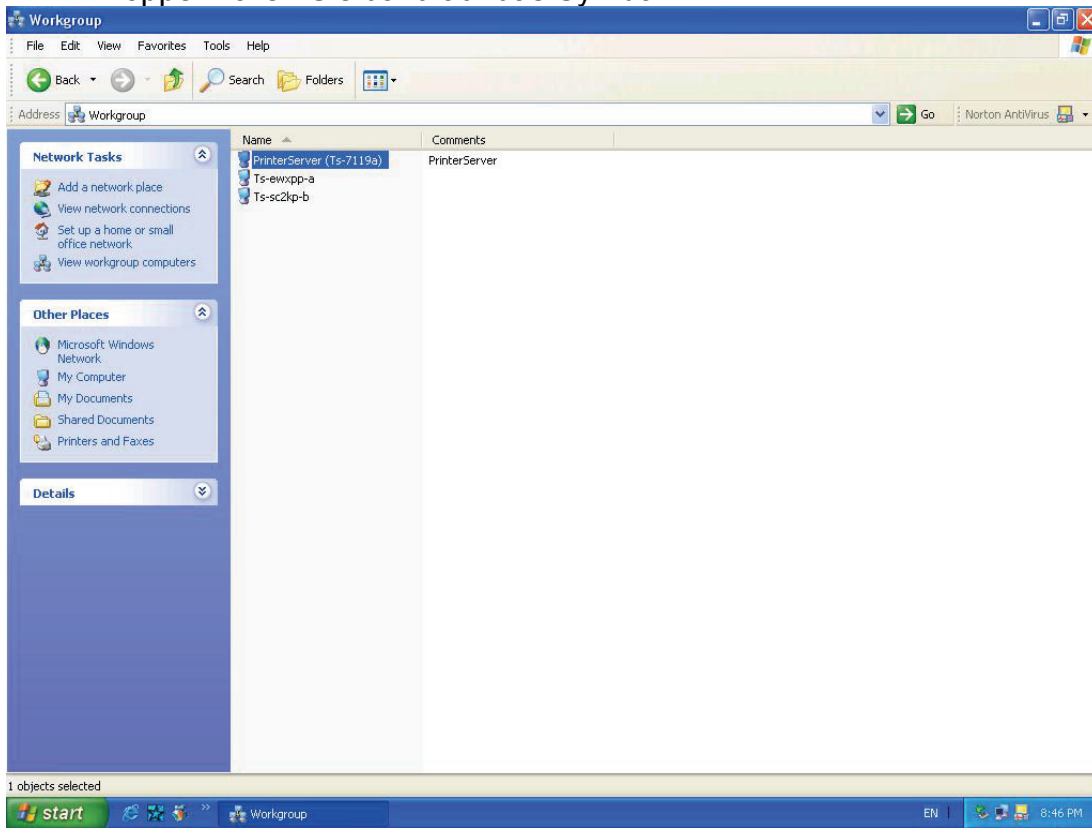 Workgroup
File Edit View Favorites Tools Help
Back Search Folders
Address Workgroup Go Norton AntiVirus
Network Tasks
Add a network place
View network connections
Set up a home or small
office network
View workgroup computers
Other Places
Microsoft Windows
Network
My Computer
My Documents
Shared Documents
Printers and Faxes
Details
Name Comments
PrinterServer (Ts-7119a) PrinterServer
Ts-ewxpp-a
Ts-sc2kp-b
1 objects selected
start Workgroup EN 8:46 PM